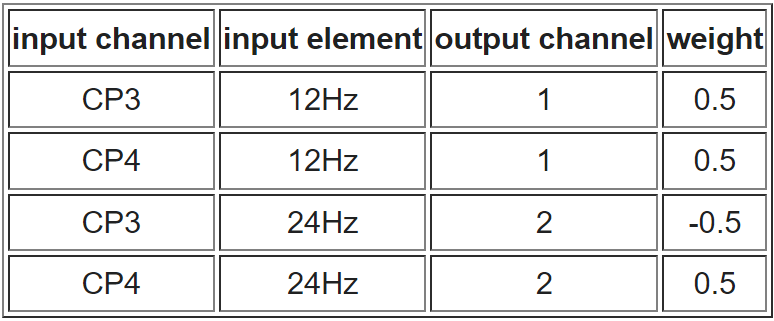 input channel input element output channel weight
CP3 12Hz 1 0.5
CP4 12Hz 1 0.5
CP3 24Hz 2 -0.5
CP4 24Hz 2 0.5